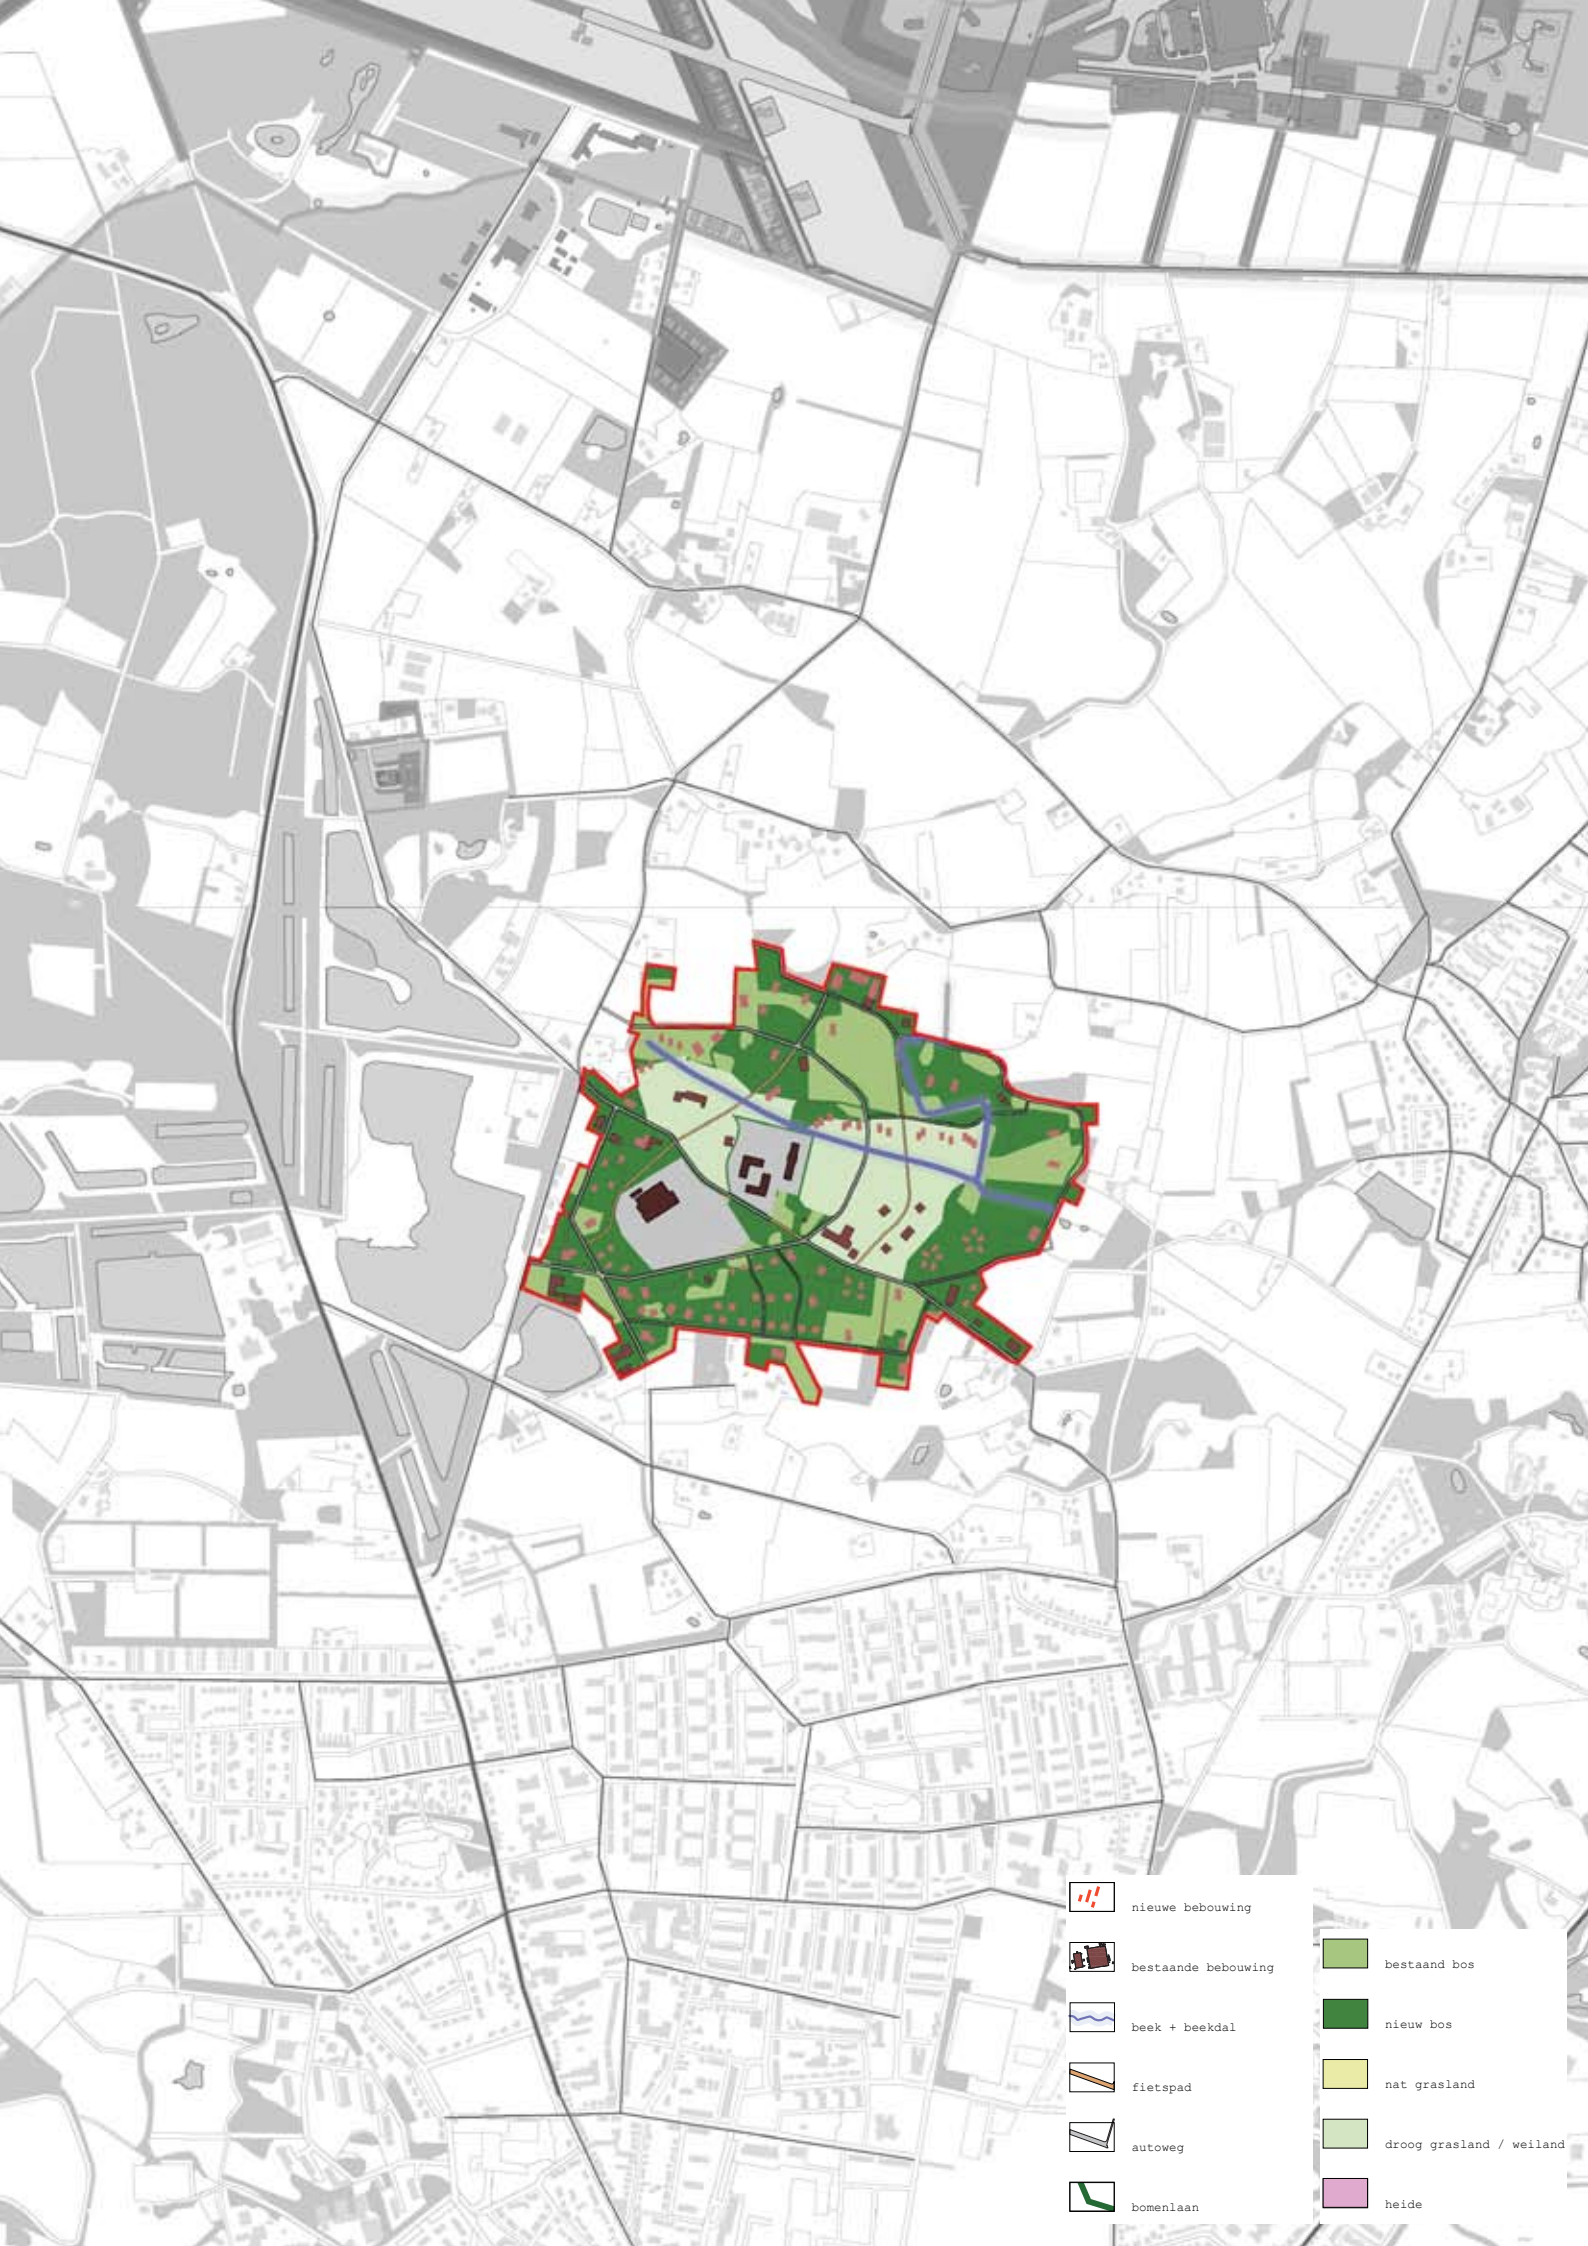 nieuwe bebouwing
bestaande bebouwing
beek + beekdal
fietspad
autoweg
bomenlaan
bestaand bos
nieuw bos
nat grasland
droog grasland / weiland
heide